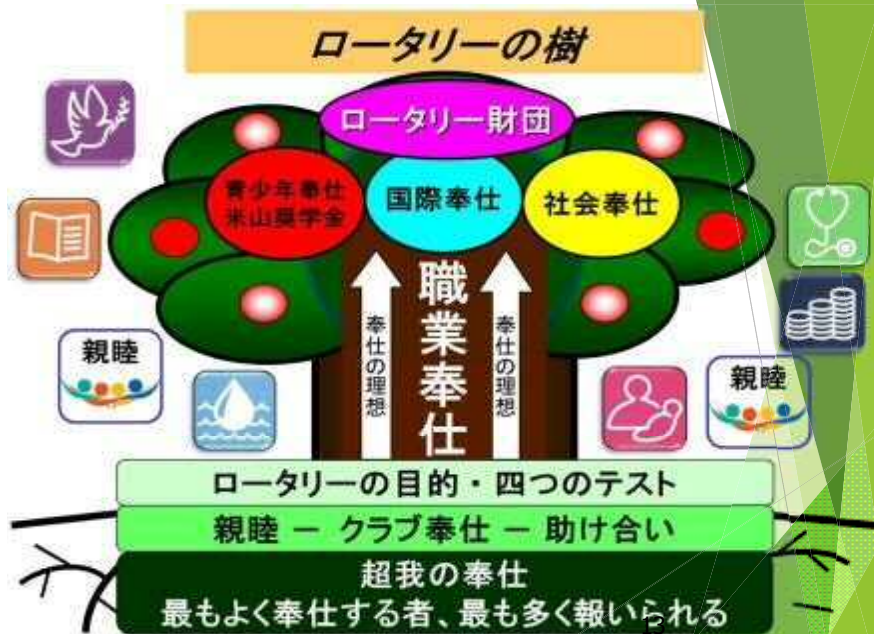 ロータリーの樹
ロータリー財団
青少年奉仕
米山奨学金
国際奉仕
社会奉仕
職業奉仕
奉仕の理想
奉仕の理想
親睦
親睦
ロータリーの目的・四つのテスト
親睦 － クラブ奉仕 － 助け合い
超我の奉仕
最もよく奉仕する者、最も多く報いられる
13